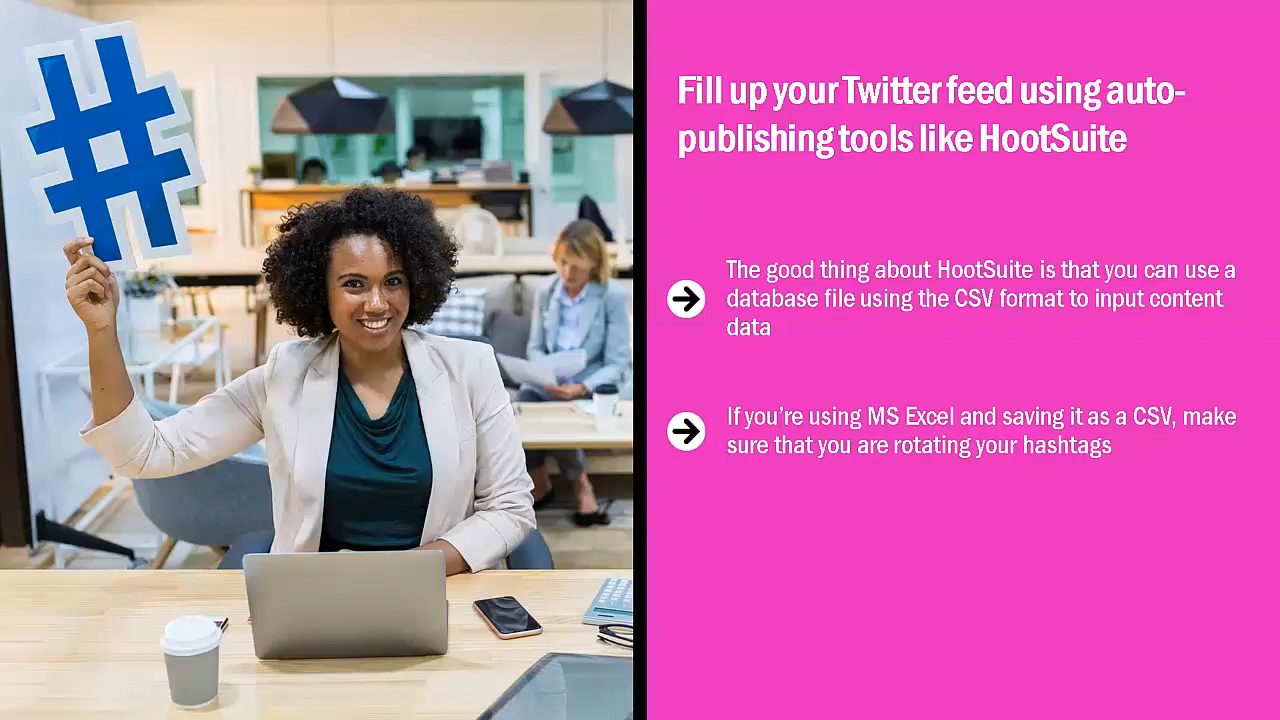 #
Fill up your Twitter feed using auto-
publishing tools like HootSuite
The good thing about HootSuite is that you can use a
database file using the CSV format to input content
data
If you’re using MS Excel and saving it as a CSV, make
sure that you are rotating your hashtags